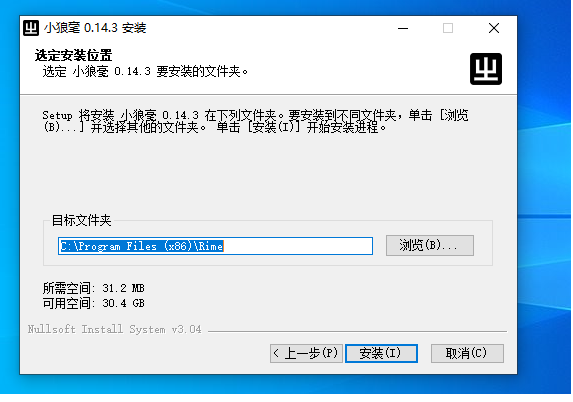 小狼毫 0.14.3 安装
选定安装位置
选定 小狼毫 0.14.3 要安装的文件夹。
Setup 将安装 小狼毫 0.14.3 在下列文件夹。要安装到不同文件夹，单击 [浏览
(B)...] 并选择其他的文件夹。 单击 [安装(I)] 开始安装进程。
目标文件夹
C:\Program Files (x86)\Rime
浏览(B)...
所需空间: 31.2 MB
可用空间: 30.4 GB
Nullsoft Install System v3.04
< 上一步(P)
安装(I)
取消(C)